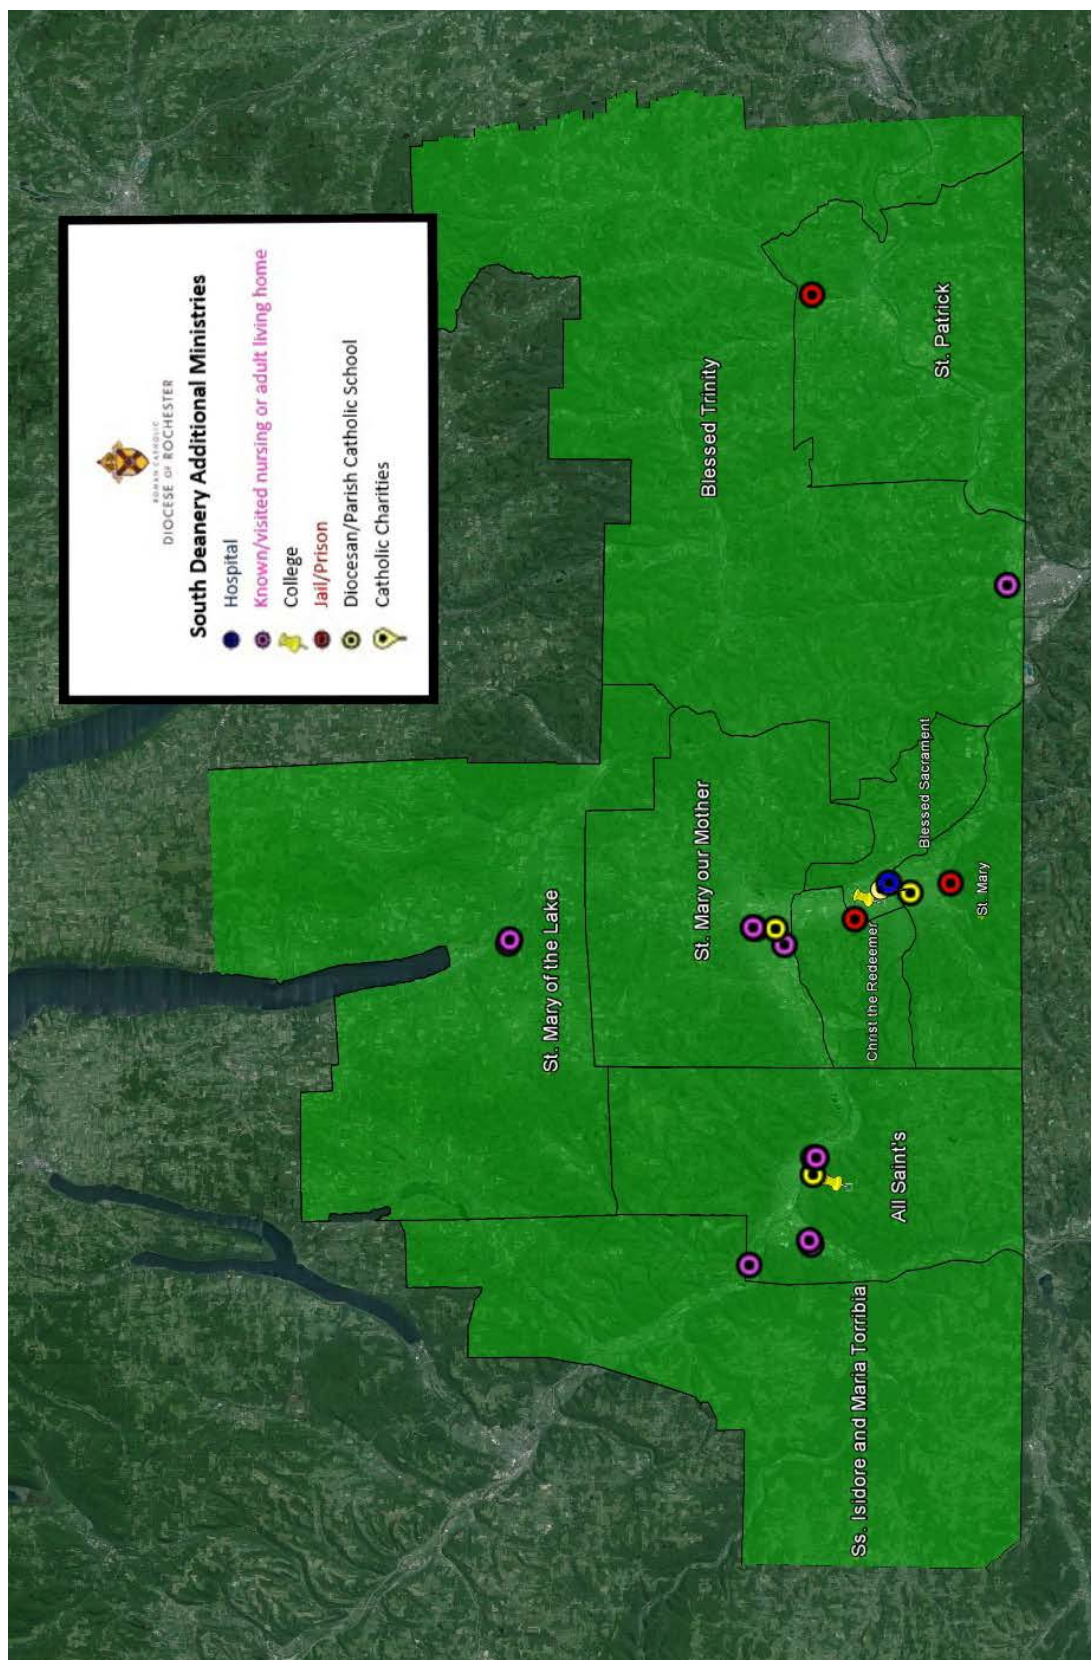 ROMAN CATHOLIC
DIOCESE OF ROCHESTER
South Deanery Additional Ministries
Hospital
Known/visited nursing or adult living home
College
Jail/Prison
Diocesan/Parish Catholic School
Catholic Charities
St. Mary of the Lake
St. Mary our Mother
Blessed Trinity
Christ the Redeemer
Blessed Sacrament
Ss. Isidore and Maria Torribia
All Saint's
St. Mary
St. Patrick